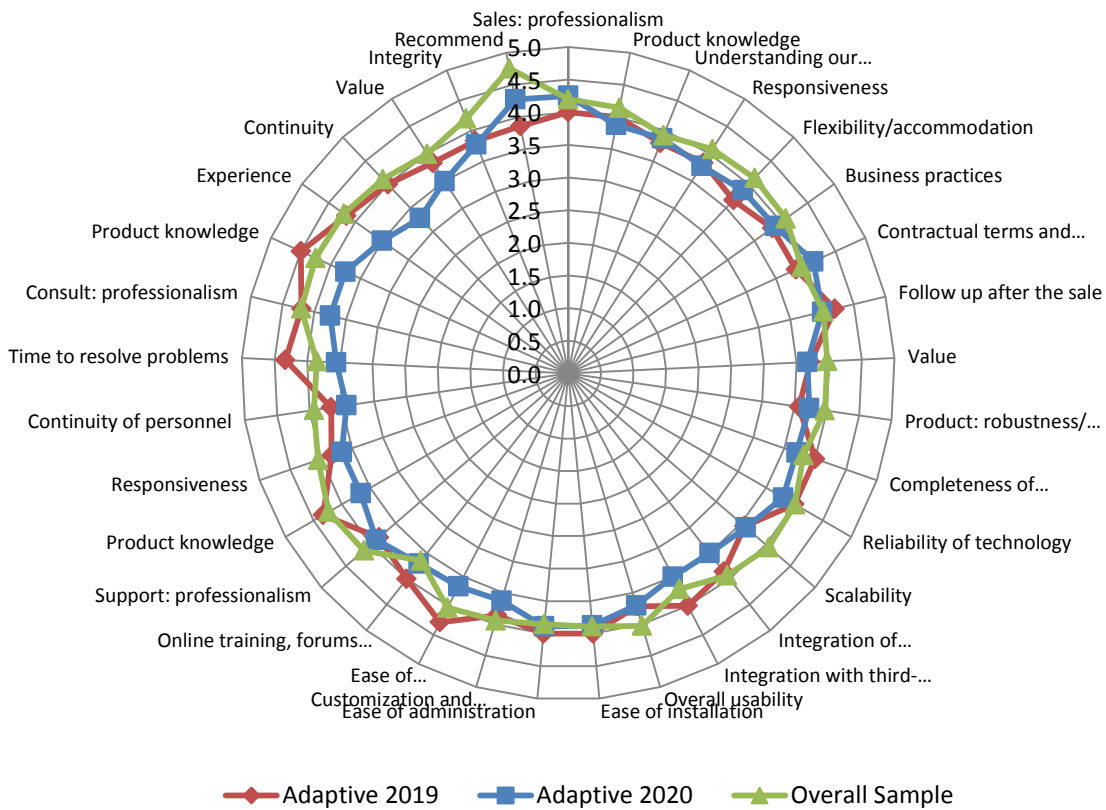 Sales: professionalism
Product knowledge
Understanding our…
Responsiveness
Flexibility/accommodation
Business practices
Contractual terms and…
Follow up after the sale
Value
Product: robustness/…
Completeness of…
Reliability of technology
Scalability
Integration of…
Integration with third-…
Overall usability
Ease of installation
Ease of administration
Customization and…
Ease of…
Online training, forums…
Support: professionalism
Product knowledge
Responsiveness
Continuity of personnel
Time to resolve problems
Consult: professionalism
Product knowledge
Experience
Continuity
Value
Integrity
Recommend
5.0
4.5
4.0
3.5
3.0
2.5
2.0
1.5
1.0
0.5
0.0
Adaptive 2019 Adaptive 2020 Overall Sample